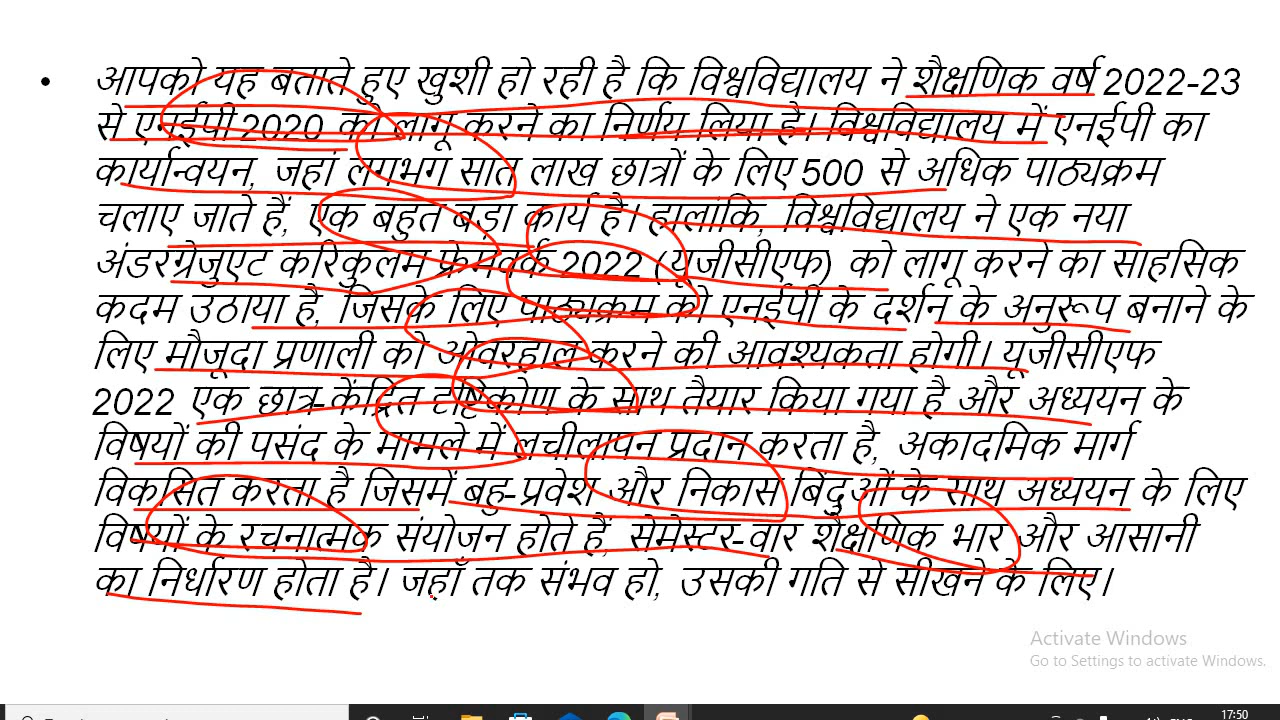 • आपको यह बताते हुए खुशी हो रही है कि विश्वविद्यालय ने शैक्षणिक वर्ष 2022-23
से एनईपी 2020 को लागू करने का निर्णय लिया है। विश्वविद्यालय में एनईपी का
कार्यान्वयन, जहां लगभग सात लाख छात्रों के लिए 500 से अधिक पाठ्यक्रम
चलाए जाते हैं, एक बहुत बड़ा कार्य है। हालांकि, विश्वविद्यालय ने एक नया
अंडरग्रेजुएट करिकुलम फ्रेमवर्क 2022 (यूजीसीएफ) को लागू करने का साहसिक
कदम उठाया है, जिसके लिए पाठ्यक्रम को एनईपी के दर्शन के अनुरूप बनाने के
लिए मौजूदा प्रणाली को ओवरहाल करने की आवश्यकता होगी। यूजीसीएफ
2022 एक छात्र-केंद्रित दृष्टिकोण के साथ तैयार किया गया है और अध्ययन के
विषयों की पसंद के मामले में लचीलापन प्रदान करता है, अकादमिक मार्ग
विकसित करता है जिसमें बहु-प्रवेश और निकास बिंदुओं के साथ अध्ययन के लिए
विषयों के रचनात्मक संयोजन होते हैं, सेमेस्टर-वार शैक्षणिक भार और आसानी
का निर्धारण होता है। जहाँ तक संभव हो, उसकी गति से सीखने के लिए।
Activate Windows
Go to Settings to activate Windows.
17:50